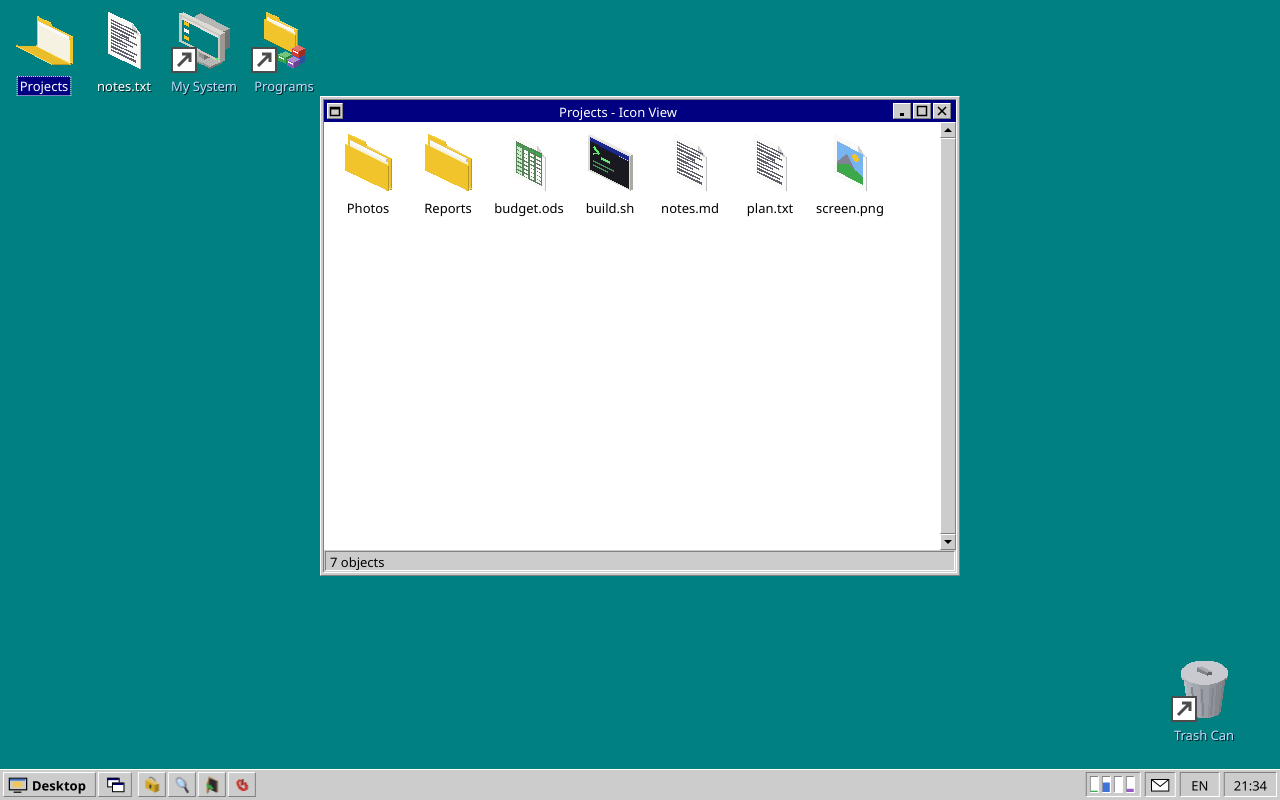 Projects
notes.txt
My System
Programs
Projects - Icon View
Photos
Reports
budget.ods
build.sh
notes.md
plan.txt
screen.png
7 objects
Trash Can
Desktop
EN
21:34